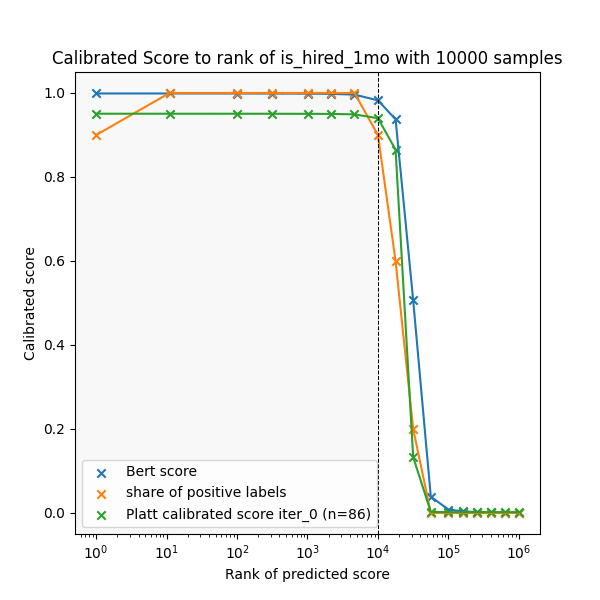 Calibrated Score to rank of is_hired_1mo with 10000 samples
Calibrated score
1.0
0.8
0.6
0.4
0.2
0.0
Bert score
share of positive labels
Platt calibrated score iter_0 (n=86)
10⁰ 10¹ 10² 10³ 10⁴ 10⁵ 10⁶
Rank of predicted score